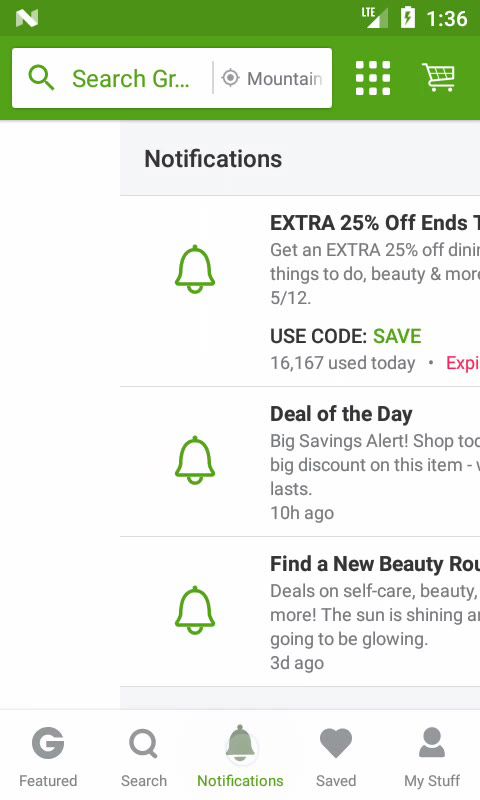 LTE 1:36
Search Gr... Mountain
Notifications
EXTRA 25% Off Ends T
Get an EXTRA 25% off dinin
things to do, beauty & more
5/12.
USE CODE: SAVE
16,167 used today • Expi
Deal of the Day
Big Savings Alert! Shop tod
big discount on this item - w
lasts.
10h ago
Find a New Beauty Rou
Deals on self-care, beauty,
more! The sun is shining an
going to be glowing.
3d ago
Featured Search Notifications Saved My Stuff